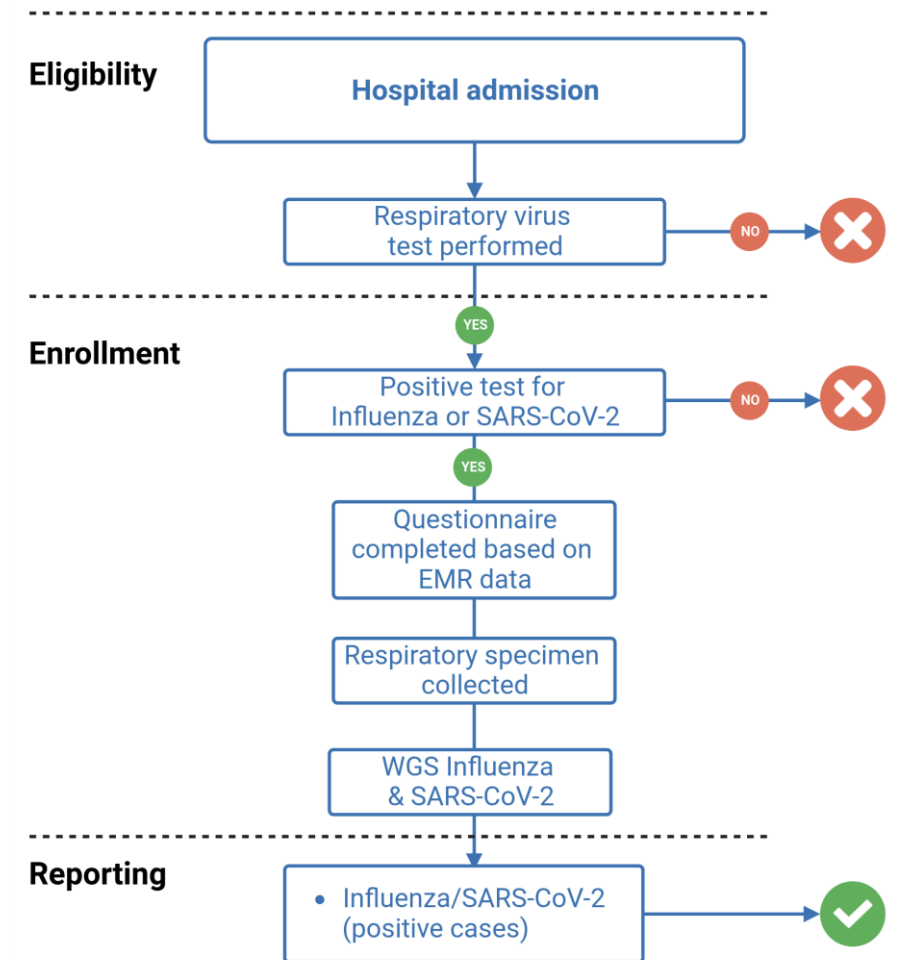 Eligibility
Hospital admission
Respiratory virus
test performed
NO
YES
Enrollment
Positive test for
Influenza or SARS-CoV-2
NO
YES
Questionnaire
completed based on
EMR data
Respiratory specimen
collected
WGS Influenza
& SARS-CoV-2
Reporting
• Influenza/SARS-CoV-2
(positive cases)